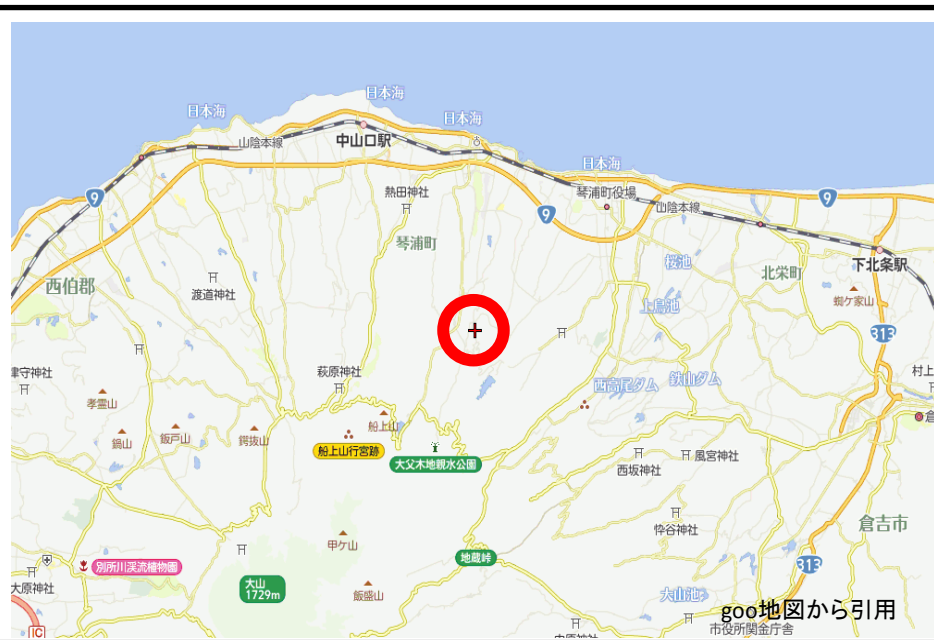 日本海
日本海
日本海
山陰本線
中山口駅
日本海
9
熱田神社
琴浦町役場
9
9
山陰本線
琴浦町
桜池
北栄町
下北条駅
西伯郡
渡道神社
上鳥池
蜘ケ家山
313
津守神社
萩原神社
西高尾ダム
鉄山ダム
村上
孝霊山
船上山
倉
鍋山
鈑戸山
鍔抜山
船上山行宮跡
大父木地親水公園
西坂神社
風宮神社
忰谷神社
倉吉市
甲ケ山
地蔵峠
別所川渓流植物園
313
大山
1729m
大原神社
飯盛山
大山池
goo地図から引用
市役所関金庁舎
IC